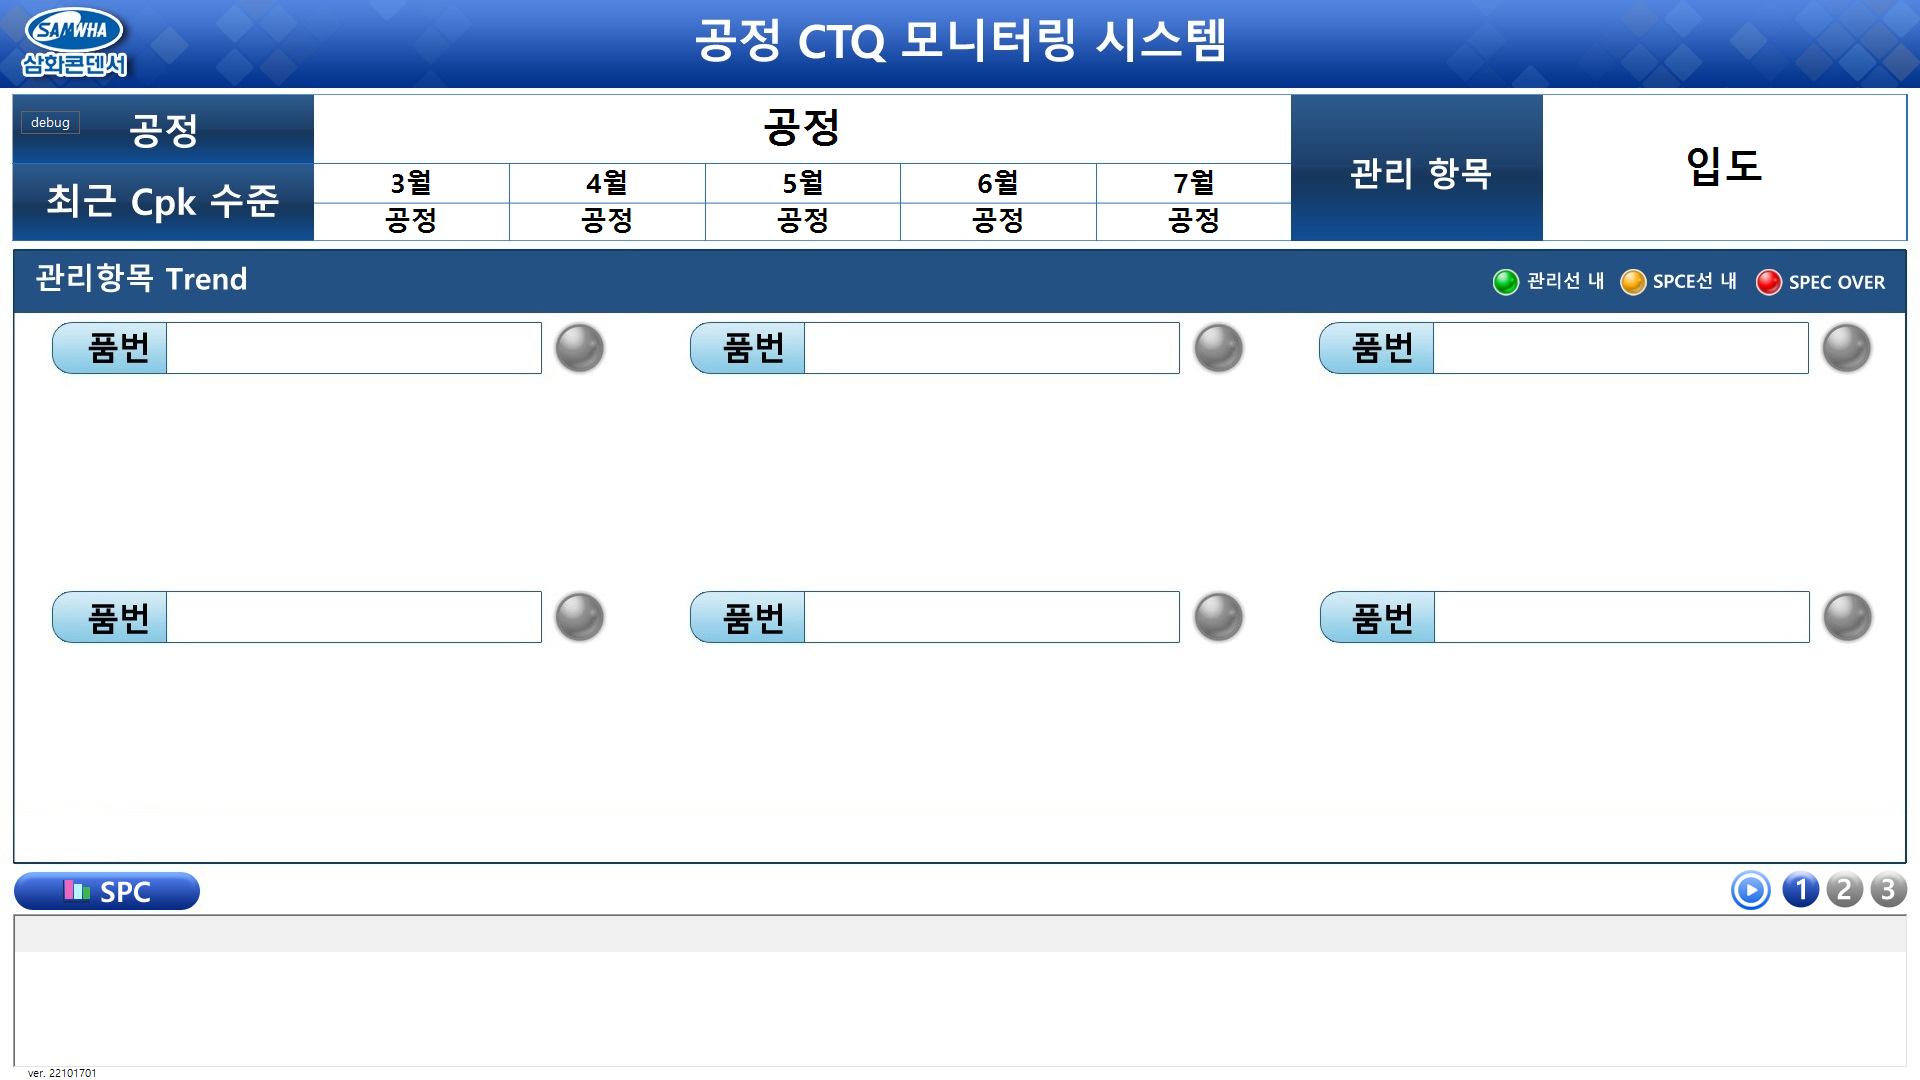 SAMWHA
삼화콘덴서
공정 CTQ 모니터링 시스템
debug
공정
공정
관리 항목
입도
최근 Cpk 수준
3월 4월 5월 6월 7월
공정 공정 공정 공정 공정
관리항목 Trend
관리선 내 SPCE선 내 SPEC OVER
품번 품번 품번
품번 품번 품번
SPC
1 2 3
ver. 22101701